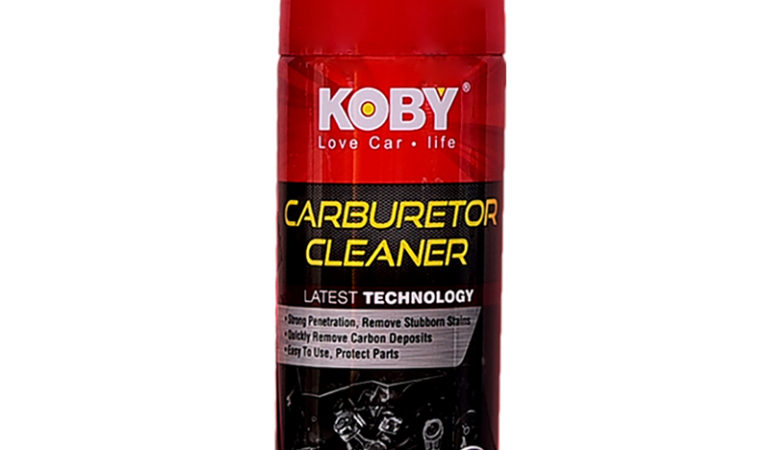 KOBY®
Love Car • life
CARBURETOR
CLEANER
LATEST TECHNOLOGY
• Strong Penetration, Remove Stubborn Stains
• Quickly Remove Carbon Deposits
• Easy To Use, Protect Parts